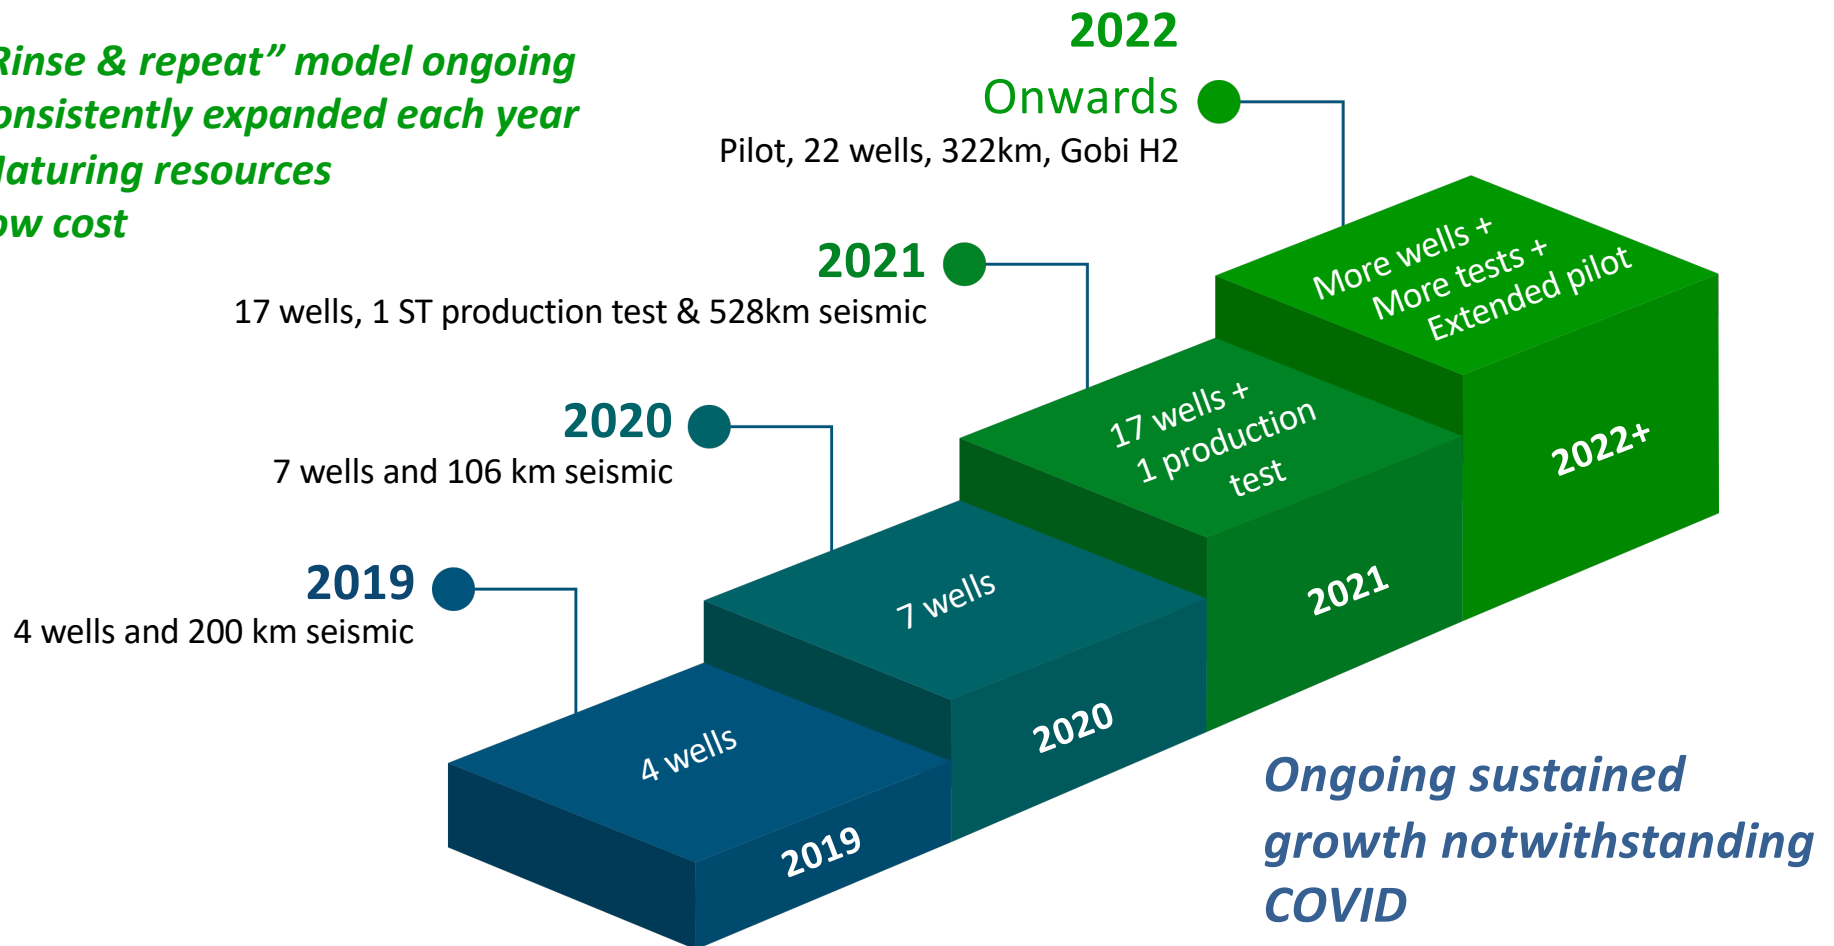 Rinse & repeat” model ongoing
onsistently expanded each year
aturing resources
ow cost
2022
Onwards
Pilot, 22 wells, 322km, Gobi H2
2021
17 wells, 1 ST production test & 528km seismic
2020
7 wells and 106 km seismic
2019
4 wells and 200 km seismic
More wells +
More tests +
Extended pilot
2022+
17 wells +
1 production
test
2021
7 wells
2020
4 wells
2019
Ongoing sustained
growth notwithstanding
COVID